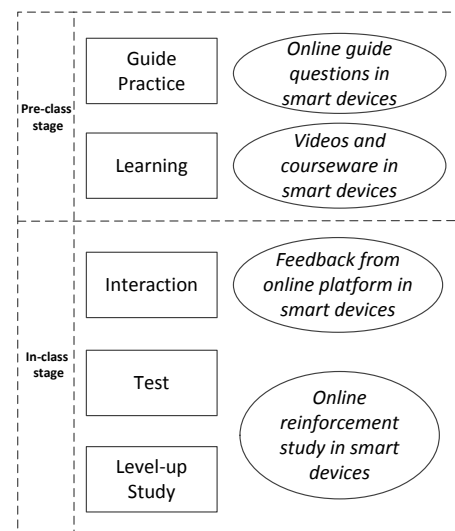 Pre-class
stage
Guide
Practice
Online guide
questions in
smart devices
Learning
Videos and
courseware in
smart devices
In-class
stage
Interaction
Feedback from
online platform in
smart devices
Test
Level-up
Study
Online
reinforcement
study in smart
devices